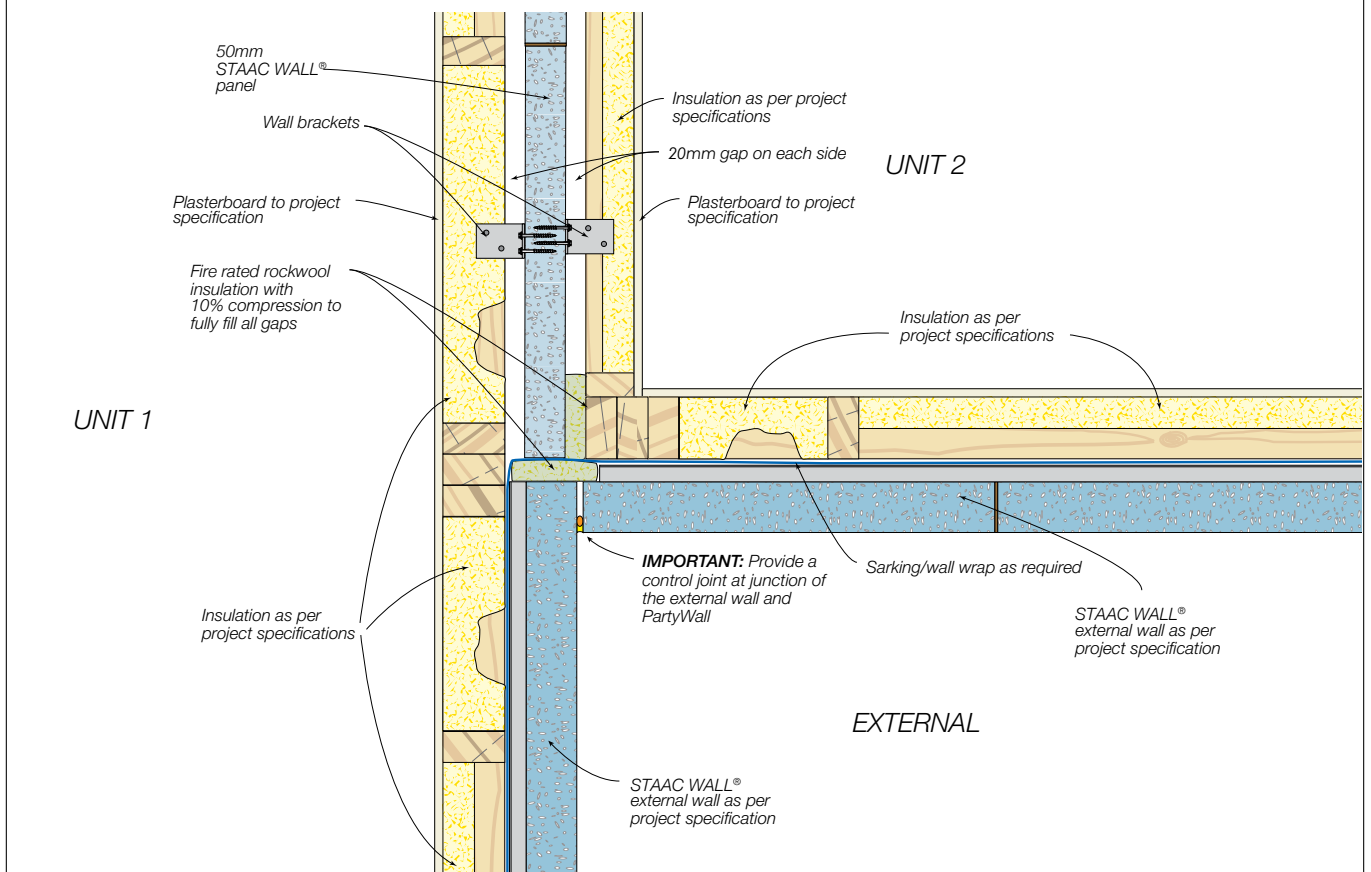 50mm
STAAC WALL®
panel
Wall brackets
Plasterboard to project
specification
Fire rated rockwool
insulation with
10% compression to
fully fill all gaps
Insulation as per project
specifications
20mm gap on each side
UNIT 2
Plasterboard to project
specification
Insulation as per
project specifications
UNIT 1
IMPORTANT: Provide a
control joint at junction of
the external wall and
PartyWall
Sarking/wall wrap as required
STAAC WALL®
external wall as per
project specification
Insulation as per
project specifications
EXTERNAL
STAAC WALL®
external wall as per
project specification